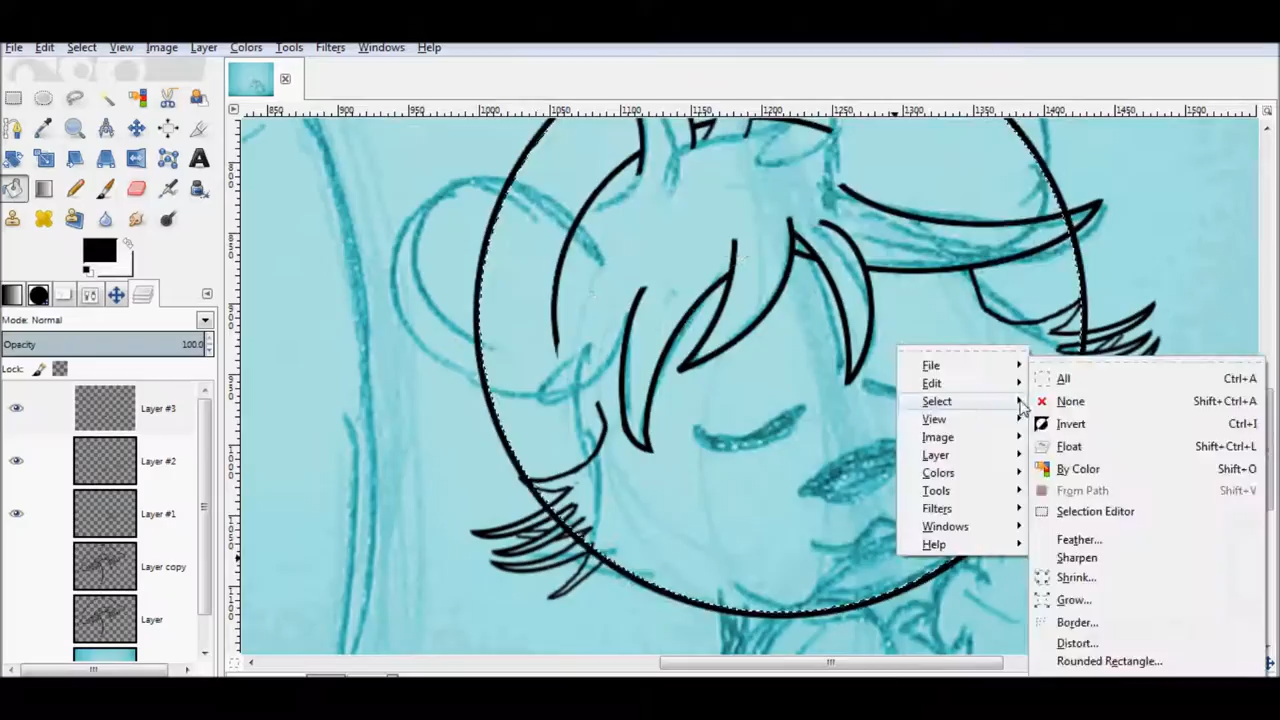 File Edit Select View Image Layer Colors Tools Filters Windows Help
850 900 950 1000 1050 1100 1150 1200 1250 1300 1350 1400 1450 1500
Mode: Normal
Opacity 100.0
Lock:
Layer #3
Layer #2
Layer #1
Layer copy
Layer
File
Edit
Select
View
Image
Layer
Colors
Tools
Filters
Windows
Help
All Ctrl+A
None Shift+Ctrl+A
Invert Ctrl+I
Float Shift+Ctrl+L
By Color Shift+O
From Path Shift+V
Selection Editor
Feather...
Sharpen
Shrink...
Grow...
Border...
Distort...
Rounded Rectangle...